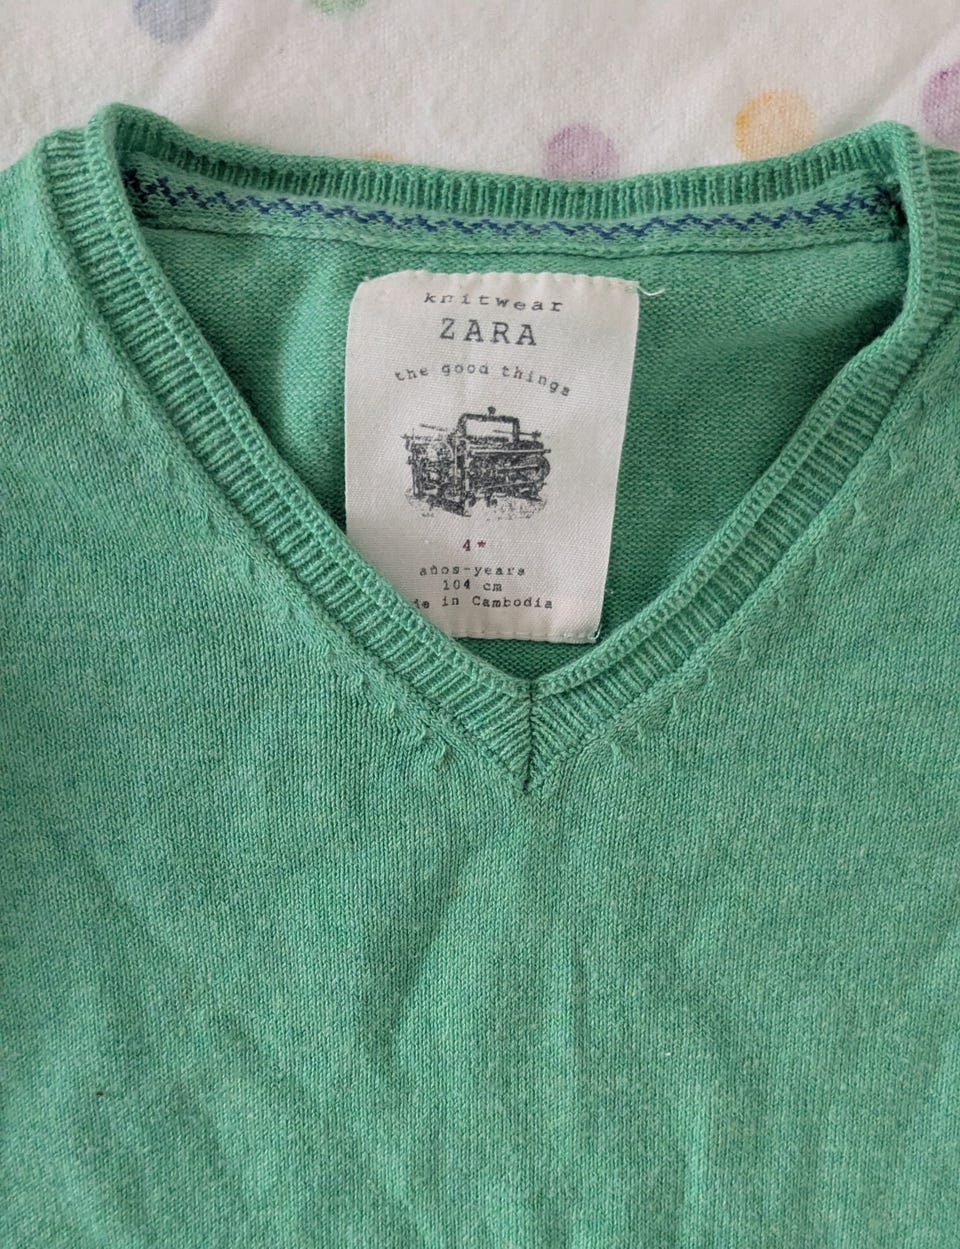 knitwear
ZARA
the good things
4*
años-years
104 cm
de in Cambodia